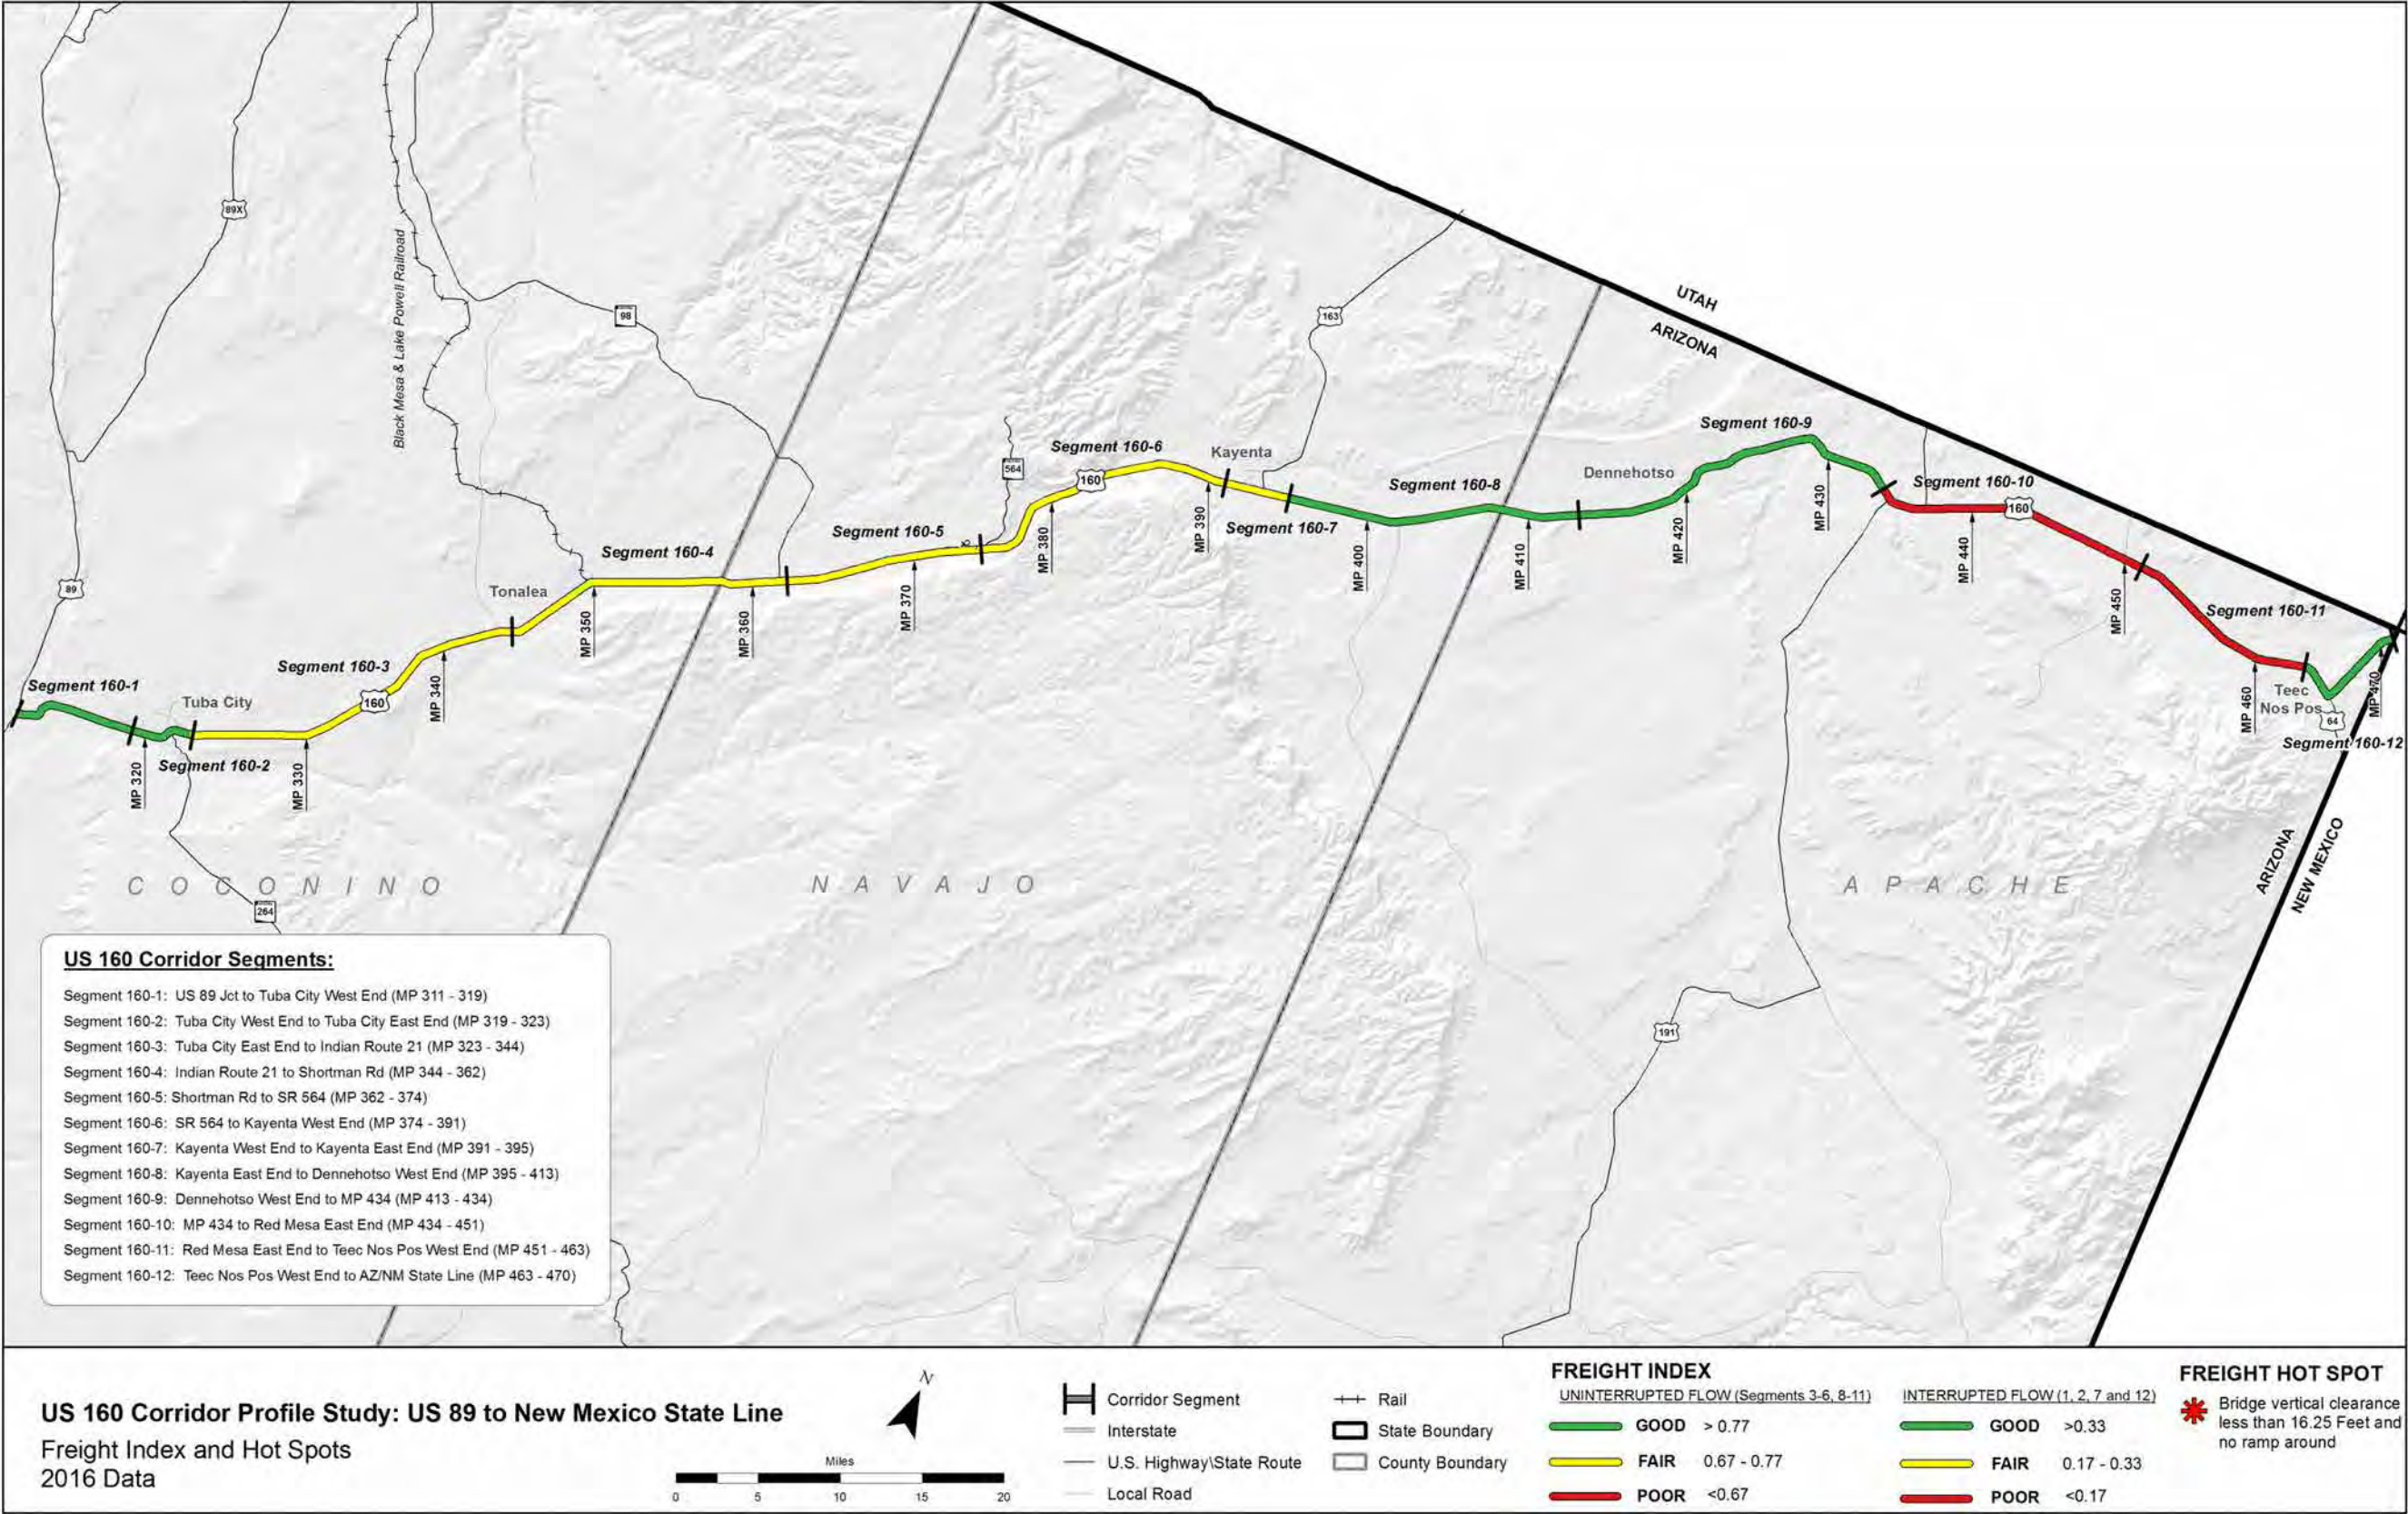 UTAH
ARIZONA
89X
Black Mesa & Lake Powell Railroad
98
163
Segment 160-9
Segment 160-6
Kayenta
564
160
Dennehotso
Segment 160-8
Segment 160-10
160
MP 430
MP 420
MP 390
Segment 160-7
Segment 160-5
MP 380
MP 400
MP 410
MP 440
Segment 160-4
89
Tonalea
MP 370
MP 350
MP 360
MP 450
Segment 160-11
Segment 160-3
MP 340
Segment 160-1
Tuba City
160
Teec
Nos Pos
MP 460
MP 470
64
Segment 160-12
MP 320
Segment 160-2
MP 330
ARIZONA
NEW MEXICO
COCONINO
NAVAJO
APACHE
264
191
US 160 Corridor Segments:
Segment 160-1: US 89 Jct to Tuba City West End (MP 311 - 319)
Segment 160-2: Tuba City West End to Tuba City East End (MP 319 - 323)
Segment 160-3: Tuba City East End to Indian Route 21 (MP 323 - 344)
Segment 160-4: Indian Route 21 to Shortman Rd (MP 344 - 362)
Segment 160-5: Shortman Rd to SR 564 (MP 362 - 374)
Segment 160-6: SR 564 to Kayenta West End (MP 374 - 391)
Segment 160-7: Kayenta West End to Kayenta East End (MP 391 - 395)
Segment 160-8: Kayenta East End to Dennehotso West End (MP 395 - 413)
Segment 160-9: Dennehotso West End to MP 434 (MP 413 - 434)
Segment 160-10: MP 434 to Red Mesa East End (MP 434 - 451)
Segment 160-11: Red Mesa East End to Teec Nos Pos West End (MP 451 - 463)
Segment 160-12: Teec Nos Pos West End to AZ/NM State Line (MP 463 - 470)
US 160 Corridor Profile Study: US 89 to New Mexico State Line
Freight Index and Hot Spots
2016 Data
N
Miles
0 5 10 15 20
Corridor Segment
Interstate
U.S. Highway\State Route
Local Road
Rail
State Boundary
County Boundary
FREIGHT INDEX
UNINTERRUPTED FLOW (Segments 3-6, 8-11)
GOOD > 0.77
FAIR 0.67 - 0.77
POOR <0.67
INTERRUPTED FLOW (1, 2, 7 and 12)
GOOD >0.33
FAIR 0.17 - 0.33
POOR <0.17
FREIGHT HOT SPOT
Bridge vertical clearance
less than 16.25 Feet and
no ramp around